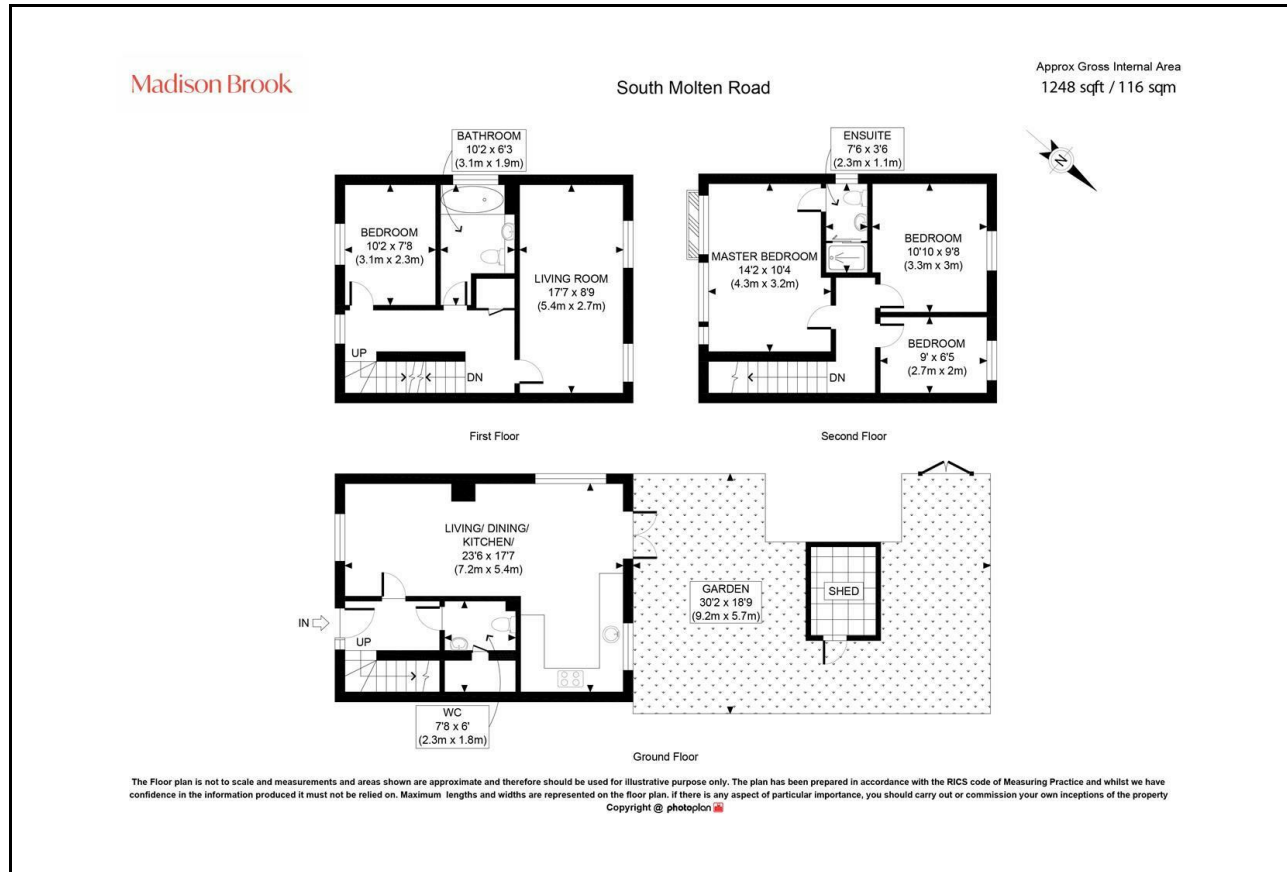 Madison Brook
South Molten Road
Approx Gross Internal Area
1248 sqft / 116 sqm
N
BATHROOM
10'2 x 6'3
(3.1m x 1.9m)
BEDROOM
10'2 x 7'8
(3.1m x 2.3m)
LIVING ROOM
17'7 x 8'9
(5.4m x 2.7m)
UP
DN
First Floor
ENSUITE
7'6 x 3'6
(2.3m x 1.1m)
MASTER BEDROOM
14'2 x 10'4
(4.3m x 3.2m)
BEDROOM
10'10 x 9'8
(3.3m x 3m)
BEDROOM
9' x 6'5
(2.7m x 2m)
DN
Second Floor
LIVING/ DINING/
KITCHEN/
23'6 x 17'7
(7.2m x 5.4m)
IN
UP
WC
7'8 x 6'
(2.3m x 1.8m)
GARDEN
30'2 x 18'9
(9.2m x 5.7m)
SHED
Ground Floor
The Floor plan is not to scale and measurements and areas shown are approximate and therefore should be used for illustrative purpose only. The plan has been prepared in accordance with the RICS code of Measuring Practice and whilst we have
confidence in the information produced it must not be relied on. Maximum lengths and widths are represented on the floor plan. if there is any aspect of particular importance, you should carry out or commission your own inceptions of the property
Copyright @ photoplan